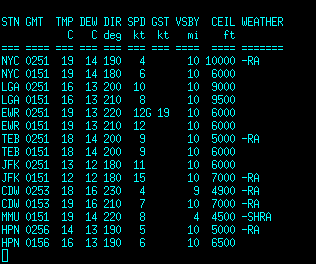 STN GMT TMP DEW DIR SPD GST VSBY CEIL WEATHER
C C deg kt kt mi ft
=== ==== === === === === === ==== ===== =======
NYC 0251 19 14 190 4 10 10000 -RA
NYC 0151 19 14 180 6 10 6000
LGA 0251 16 13 200 10 10 9000
LGA 0151 16 13 210 8 10 9500
EWR 0251 19 13 220 12G 19 10 6000
EWR 0151 19 13 210 12 10 6000
TEB 0251 18 14 200 9 10 5000 -RA
TEB 0151 18 14 200 9 10 6000
JFK 0251 13 12 180 11 10 6000
JFK 0151 12 12 180 15 10 7000 -RA
CDW 0253 18 16 230 4 9 4900 -RA
CDW 0153 19 16 210 7 10 7000 -RA
MMU 0151 19 14 220 8 4 4500 -SHRA
HPN 0256 14 13 190 5 10 5000 -RA
HPN 0156 16 13 190 6 10 6500